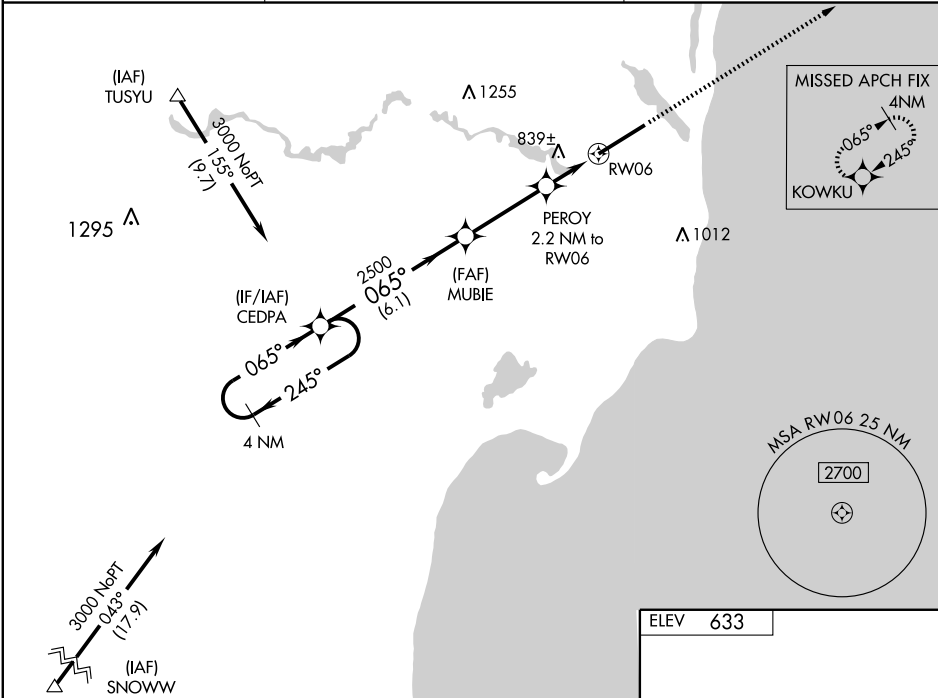 (IAF)
TUSYU
3000 NoPT
155°
(9.7)
1295
1255
839±
RW06
PEROY
2.2 NM to
RW06
1012
MISSED APCH FIX
4NM
065°
245°
KOWKU
2500
065°
(6.1)
(FAF)
MUBIE
(IF/IAF)
CEDPA
065°
245°
4 NM
MSA RW06 25 NM
2700
3000 NoPT
043°
(17.9)
(IAF)
SNOWW
ELEV 633